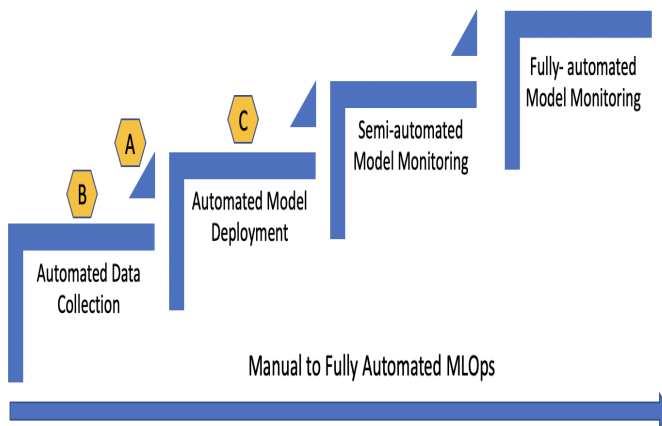 Fully- automated
Model Monitoring
Semi-automated
Model Monitoring
C
A
Automated Model
Deployment
B
Automated Data
Collection
Manual to Fully Automated MLOps